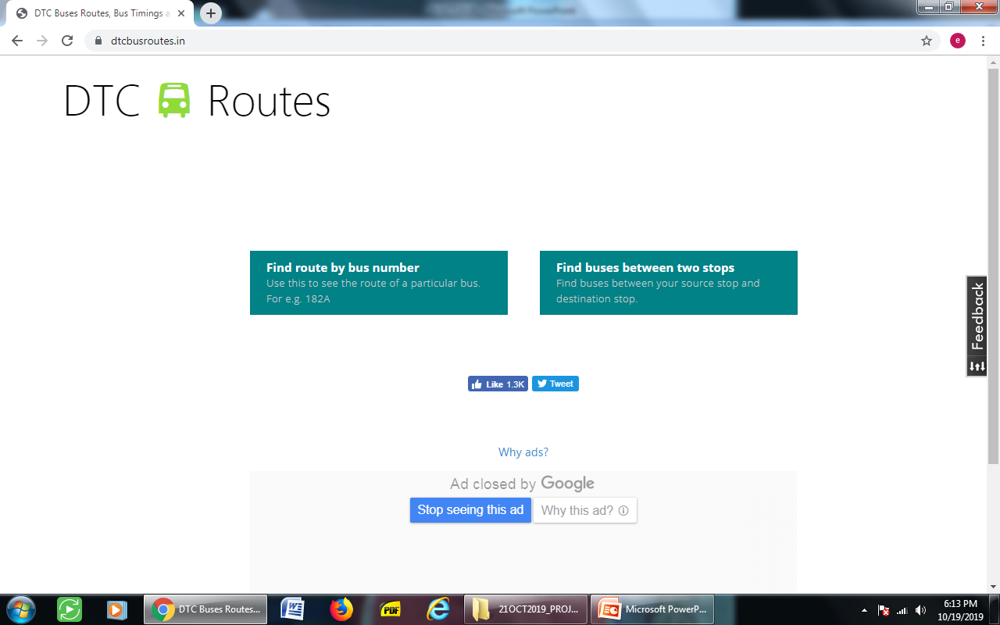 DTC Buses Routes, Bus Timings a
dtcbusroutes.in
e
DTC Routes
Find route by bus number
Use this to see the route of a particular bus.
For e.g. 182A
Find buses between two stops
Find buses between your source stop and
destination stop.
Feedback
Like 1.3K
Tweet
Why ads?
Ad closed by Google
Stop seeing this ad
Why this ad?
DTC Buses Routes...
PDF
21OCT2019_PROJ...
Microsoft PowerP...
6:13 PM
10/19/2019